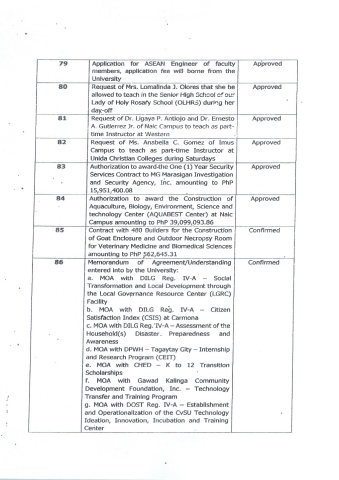 79 Application for ASEAN Engineer of faculty Approved
members, application fee will borne from the
University
80 Request of Mrs. Lomalinda J. Olores that she be Approved
allowed to teach in the Senior High School of our
Lady of Holy Rosary School (OLHRS) during her
day-off
81 Request of Dr. Ligaya P. Antiojo and Dr. Ernesto Approved
A. Gutierrez Jr. of Naic Campus to teach as part-
time Instructor at Western
82 Request of Ms. Anabella C. Gomez of Imus Approved
Campus to teach as part-time Instructor at
Unida Christian Colleges during Saturdays
83 Authorization to award the One (1) Year Security Approved
Services Contract to MG Marasigan Investigation
and Security Agency, Inc. amounting to PhP
15,951,400.08
84 Authorization to award the Construction of Approved
Aquaculture, Biology, Environment, Science and
technology Center (AQUABEST Center) at Naic
Campus amounting to PhP 39,099,093.86
85 Contract with 480 Builders for the Construction Confirmed
of Goat Enclosure and Outdoor Necropsy Room
for Veterinary Medicine and Biomedical Sciences
amounting to PhP 562,645.31
86 Memorandum of Agreement/Understanding Confirmed
entered into by the University:
a. MOA with DILG Reg. IV-A – Social
Transformation and Local Development through
the Local Governance Resource Center (LGRC)
Facility
b. MOA with DILG Reg. IV-A – Citizen
Satisfaction Index (CSIS) at Carmona
c. MOA with DILG Reg. IV-A – Assessment of the
Household(s) Disaster Preparedness and
Awareness
d. MOA with DPWH – Tagaytay City – Internship
and Research Program (CEIT)
e. MOA with CHED – K to 12 Transition
Scholarships
f. MOA with Gawad Kalinga Community
Development Foundation, Inc. – Technology
Transfer and Training Program
g. MOA with DOST Reg. IV-A – Establishment
and Operationalization of the CvSU Technology
Ideation, Innovation, Incubation and Training
Center